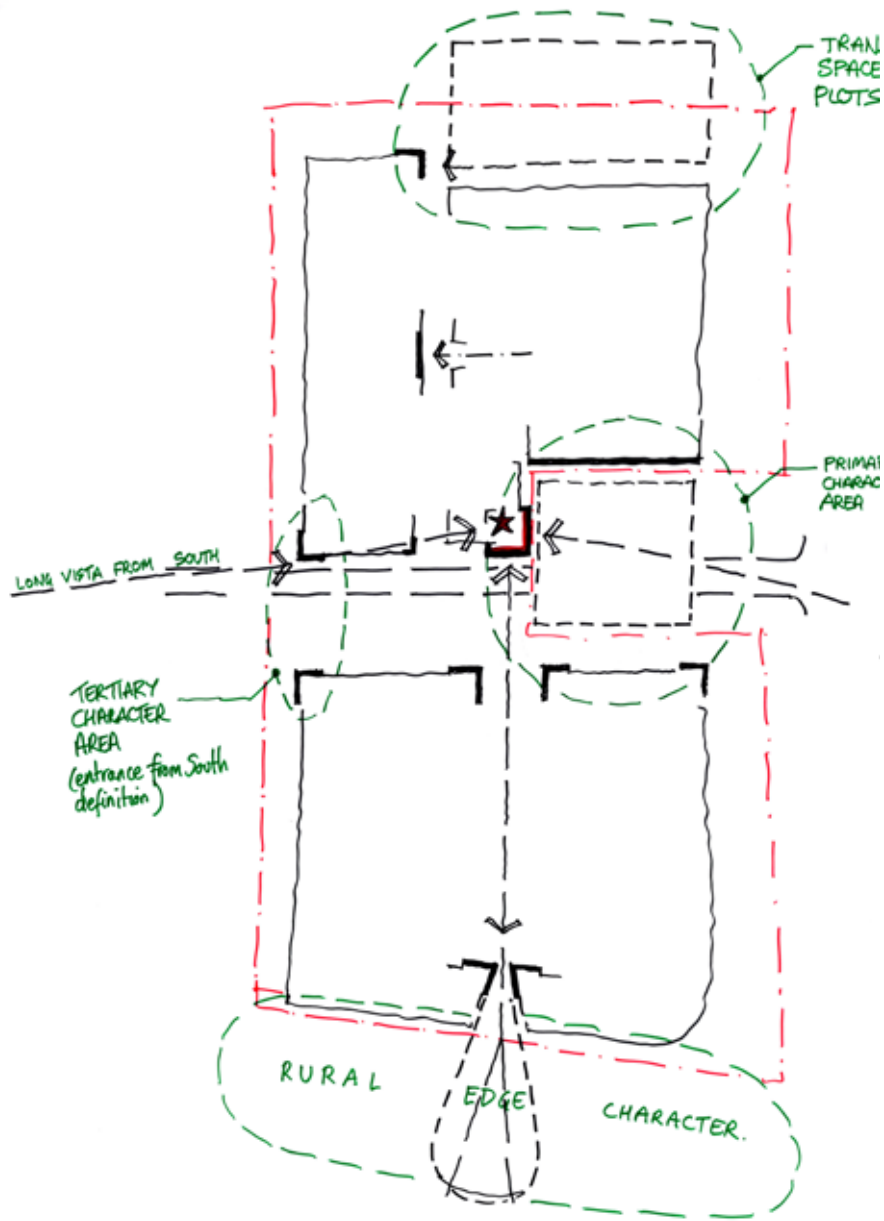 TRAN
SPACE
PLOTS
PRIMAR
CHARAC
AREA
LONG VISTA FROM SOUTH
TERTIARY
CHARACTER
AREA
(entrance from South
definition)
RURAL EDGE CHARACTER.